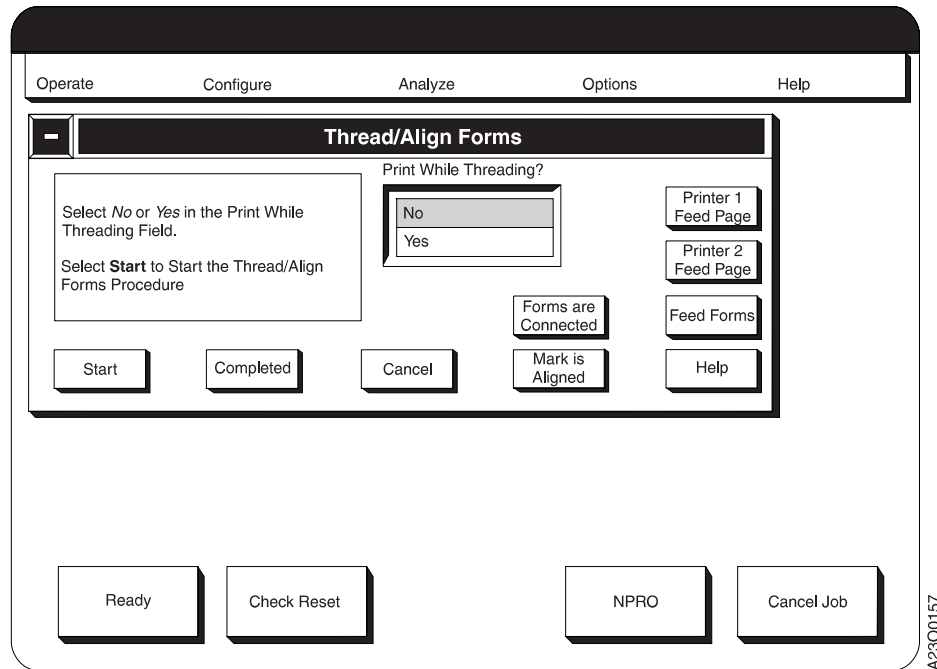 Operate Configure Analyze Options Help
Thread/Align Forms
Print While Threading?
Select No or Yes in the Print While
Threading Field.
Select Start to Start the Thread/Align
Forms Procedure
No
Yes
Printer 1
Feed Page
Printer 2
Feed Page
Forms are
Connected
Feed Forms
Start
Completed
Cancel
Mark is
Aligned
Help
Ready
Check Reset
NPRO
Cancel Job
A23O0157